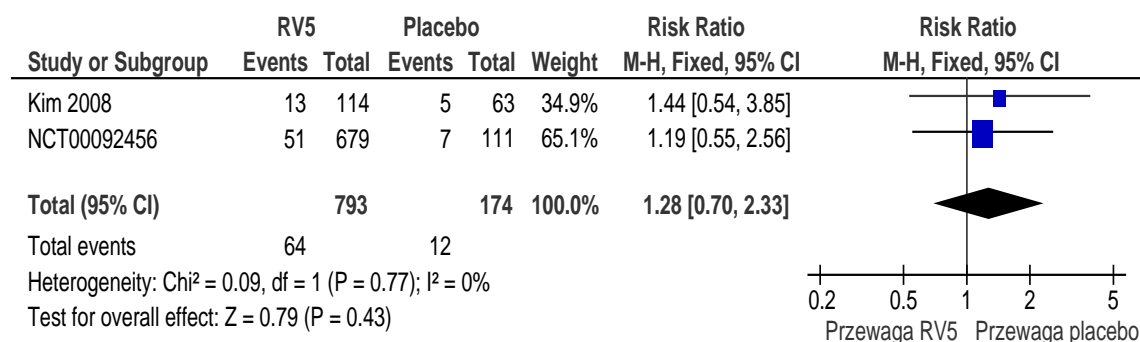 RV5 Placebo Risk Ratio Risk Ratio
Study or Subgroup Events Total Events Total Weight M-H, Fixed, 95% CI M-H, Fixed, 95% CI
Kim 2008 13 114 5 63 34.9% 1.44 [0.54, 3.85]
NCT00092456 51 679 7 111 65.1% 1.19 [0.55, 2.56]
Total (95% CI) 793 174 100.0% 1.28 [0.70, 2.33]
Total events 64 12
Heterogeneity: Chi² = 0.09, df = 1 (P = 0.77); I² = 0%
Test for overall effect: Z = 0.79 (P = 0.43)
0.2 0.5 1 2 5
Przewaga RV5 Przewaga placebo